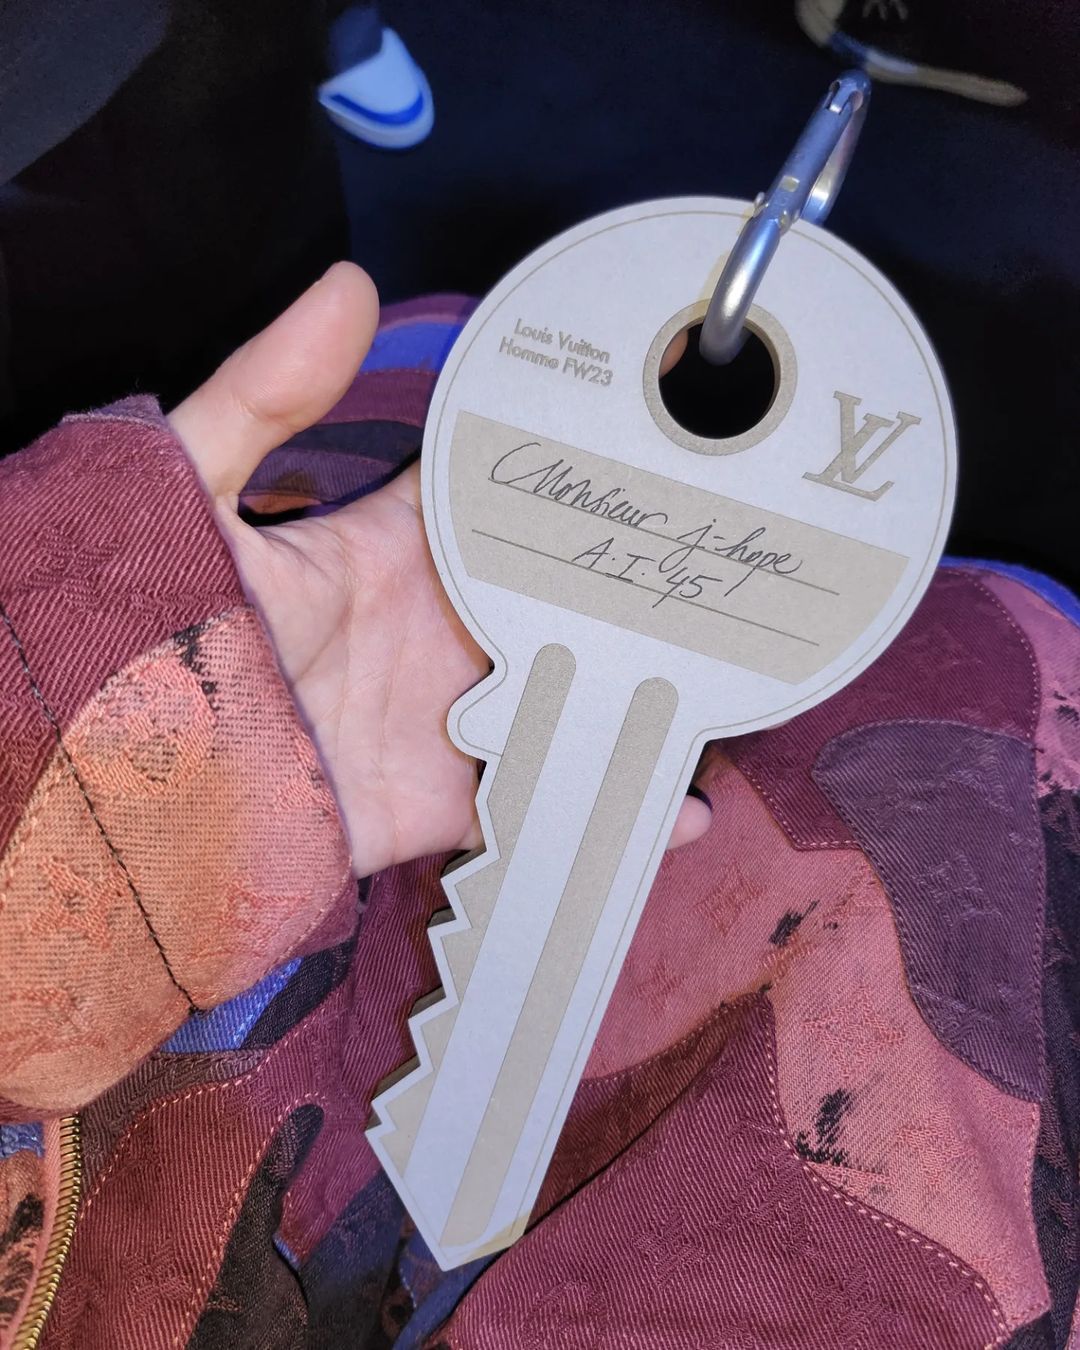 Louis Vuitton
Homme FW23
LV
Monsieur j-hope
A.I. 45